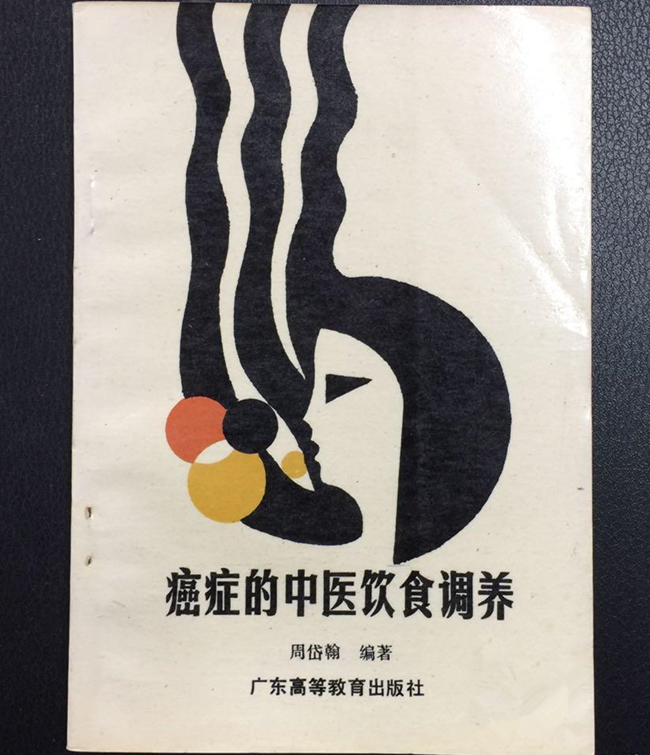 癌症的中医饮食调养
周岱翰 编著
广东高等教育出版社